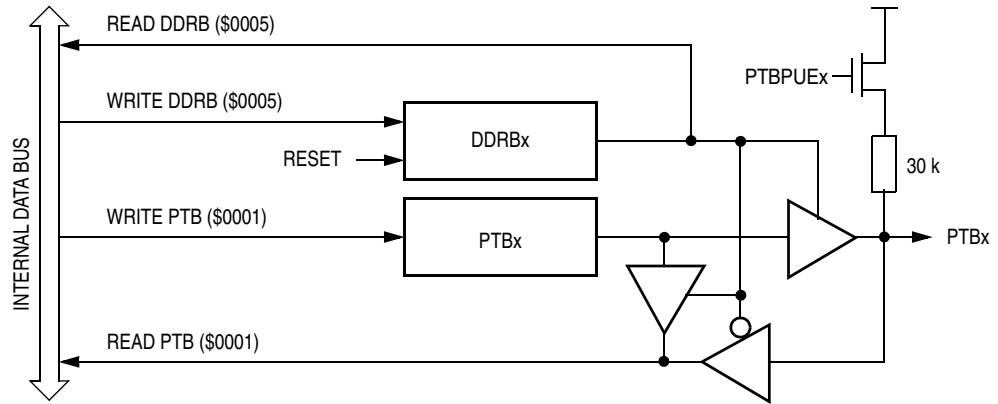 READ DDRB ($0005)
PTBPUEx
WRITE DDRB ($0005)
DDRBx
RESET
30 k
WRITE PTB ($0001)
PTBx
PTBx
INTERNAL DATA BUS
READ PTB ($0001)